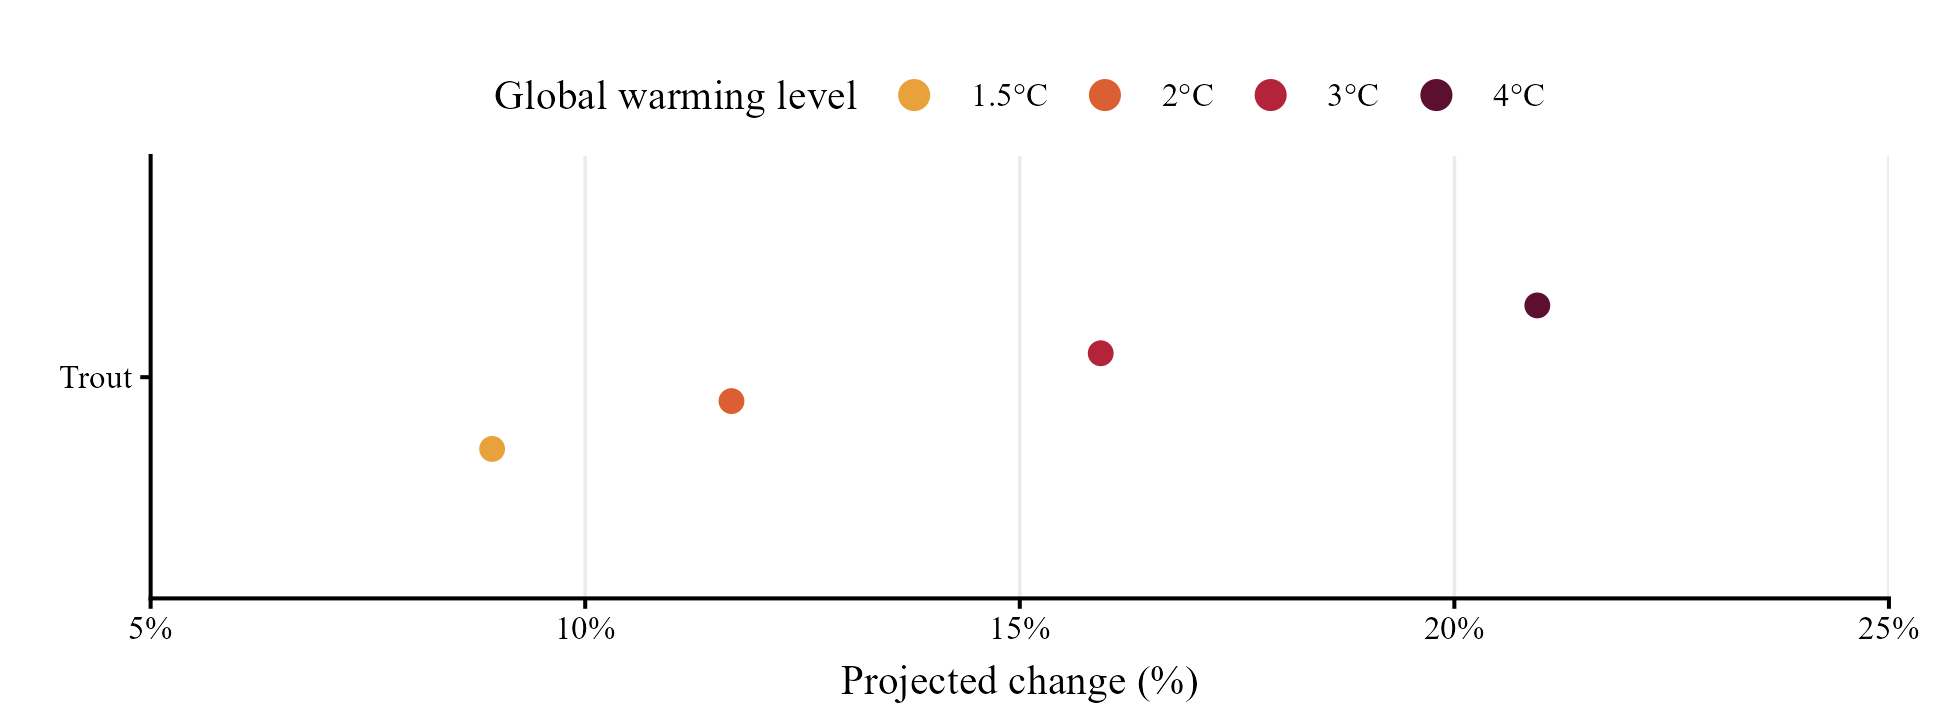 Global warming level 1.5°C 2°C 3°C 4°C
Trout
5% 10% 15% 20% 25%
Projected change (%)